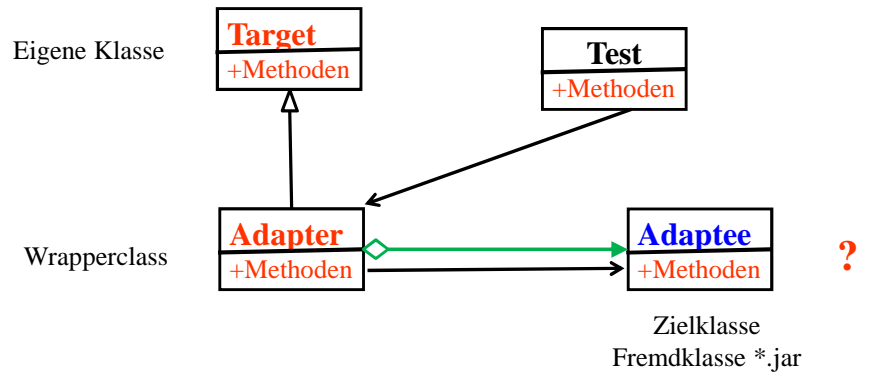 Eigene Klasse
Target
+Methoden
Test
+Methoden
Wrapperclass
Adapter
+Methoden
Adaptee
+Methoden
?
Zielklasse
Fremdklasse *.jar